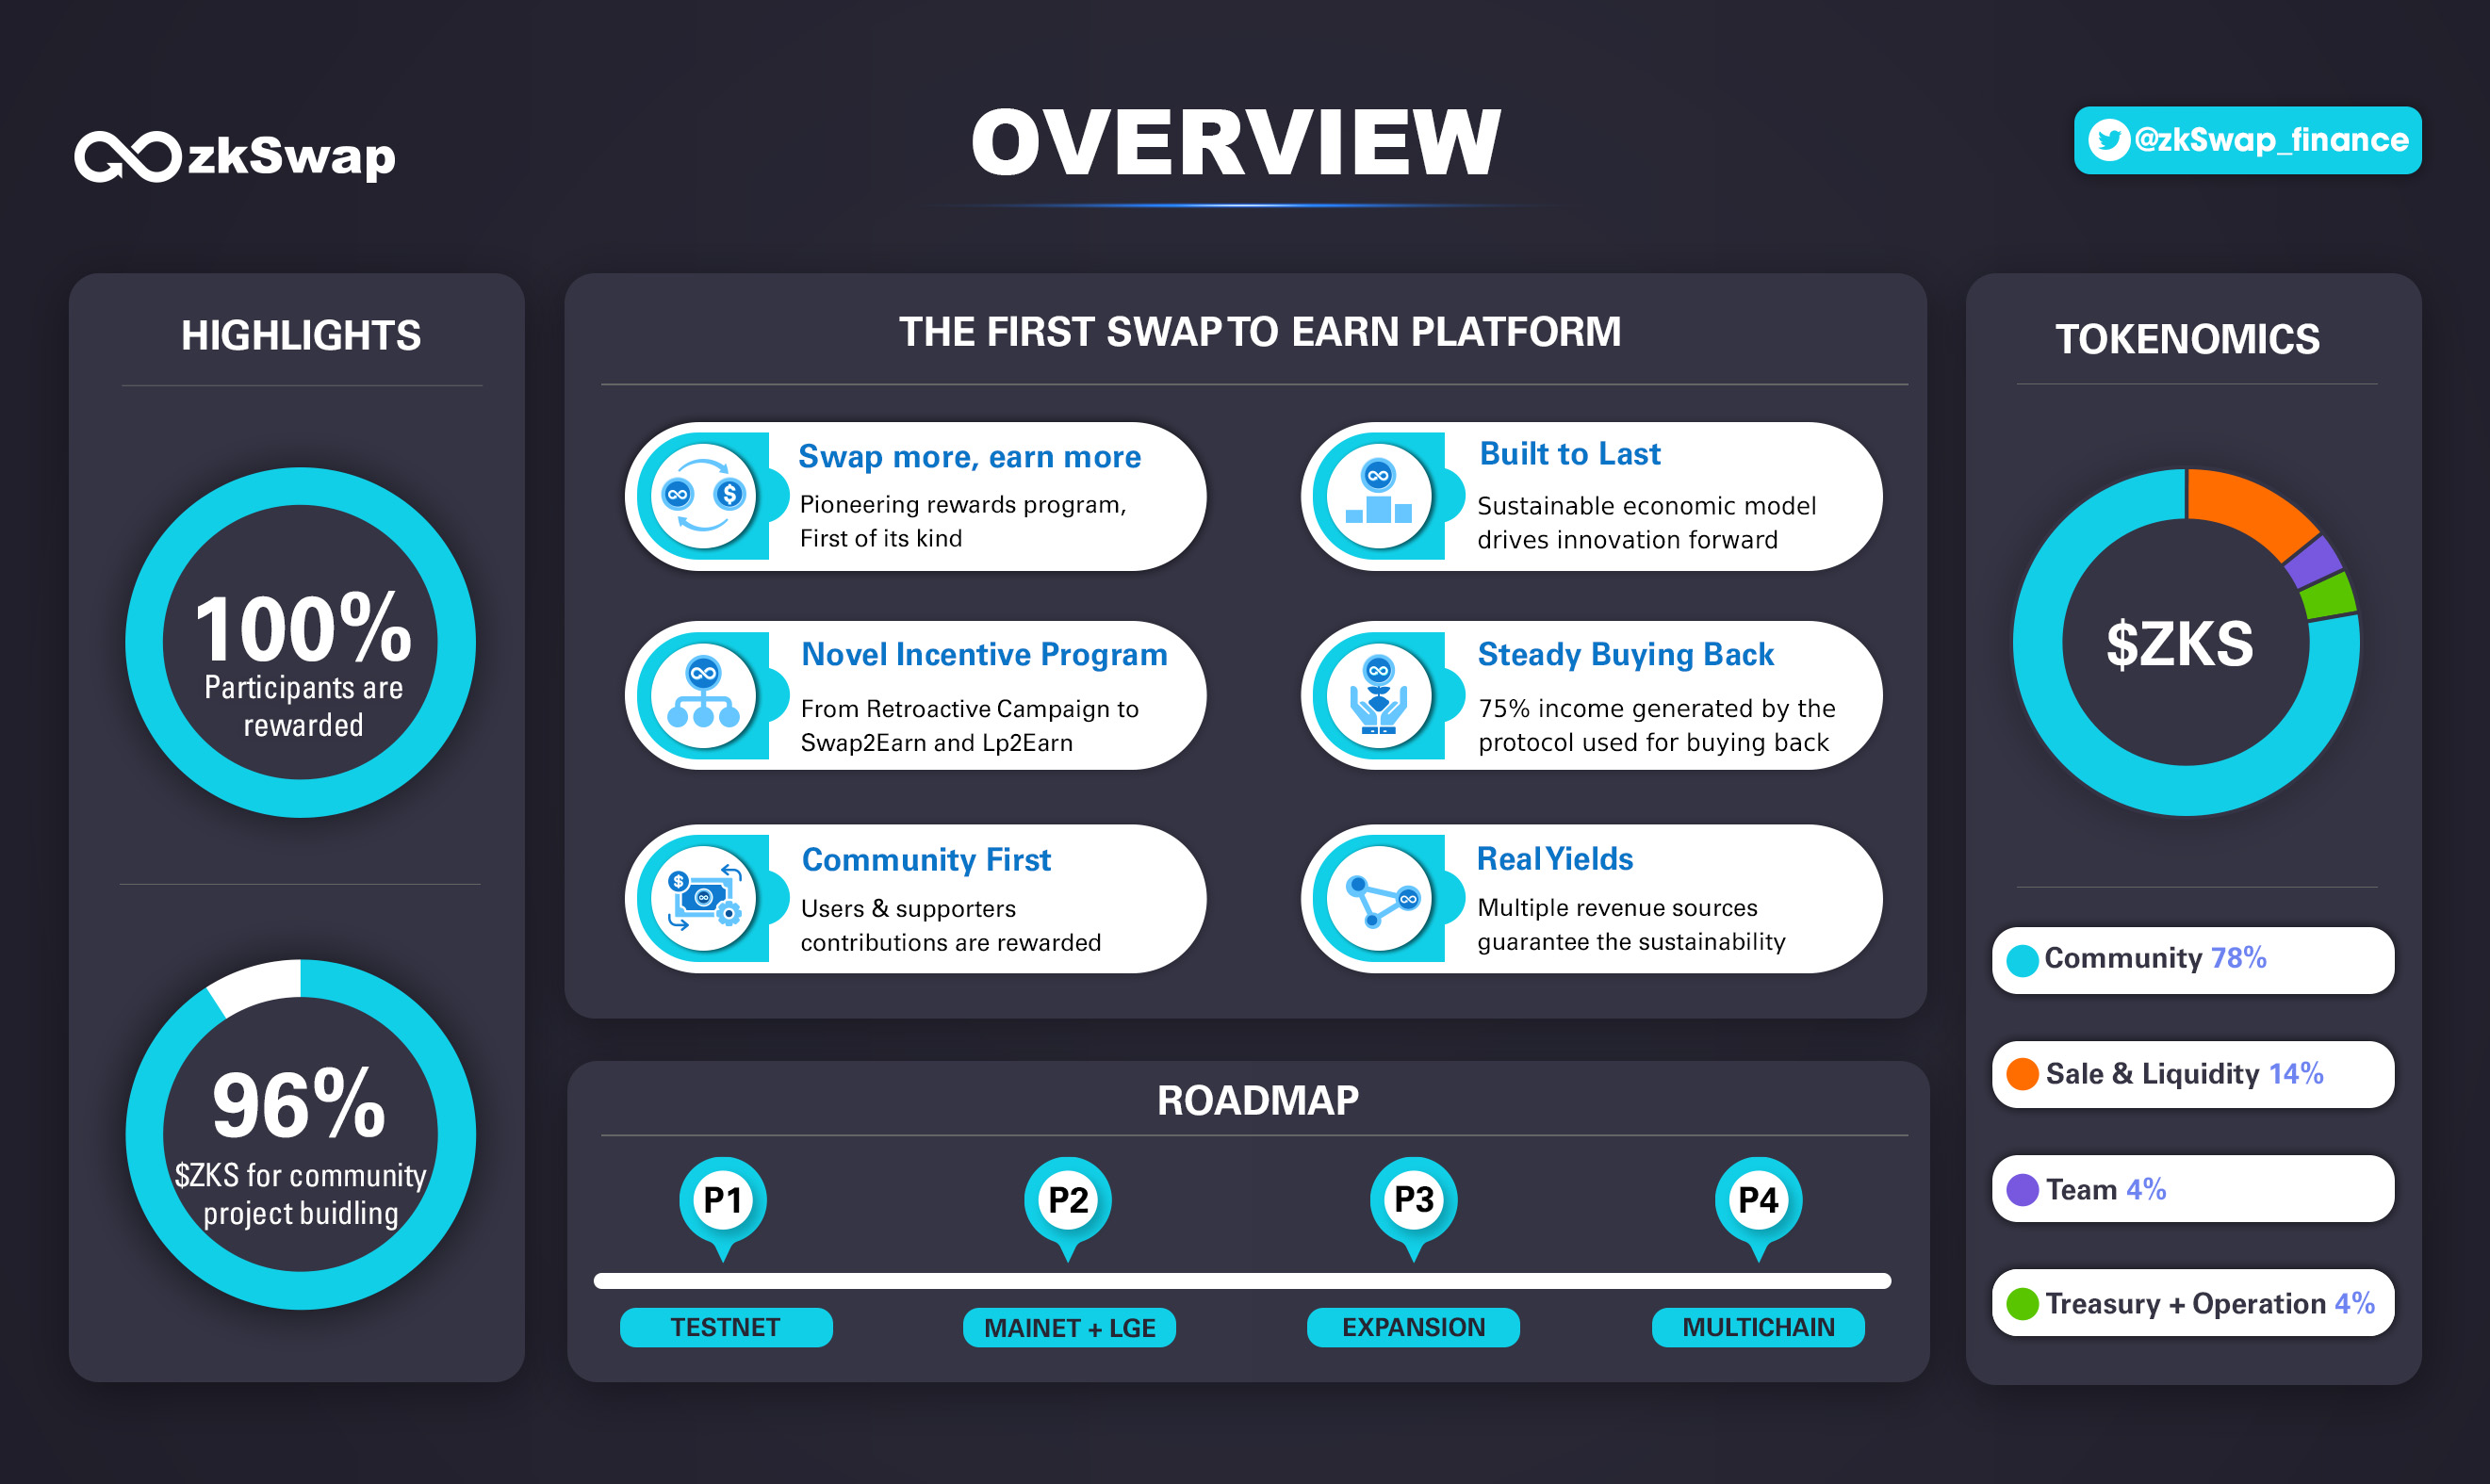 zkSwap
OVERVIEW
@zkSwap_finance
HIGHLIGHTS
100%
Participants are
rewarded
96%
$ZKS for community
project buidling
THE FIRST SWAP TO EARN PLATFORM
Swap more, earn more
Pioneering rewards program,
First of its kind
Built to Last
Sustainable economic model
drives innovation forward
Novel Incentive Program
From Retroactive Campaign to
Swap2Earn and Lp2Earn
Steady Buying Back
75% income generated by the
protocol used for buying back
Community First
Users & supporters
contributions are rewarded
Real Yields
Multiple revenue sources
guarantee the sustainability
ROADMAP
P1
P2
P3
P4
TESTNET
MAINET + LGE
EXPANSION
MULTICHAIN
TOKENOMICS
$ZKS
Community 78%
Sale & Liquidity 14%
Team 4%
Treasury + Operation 4%